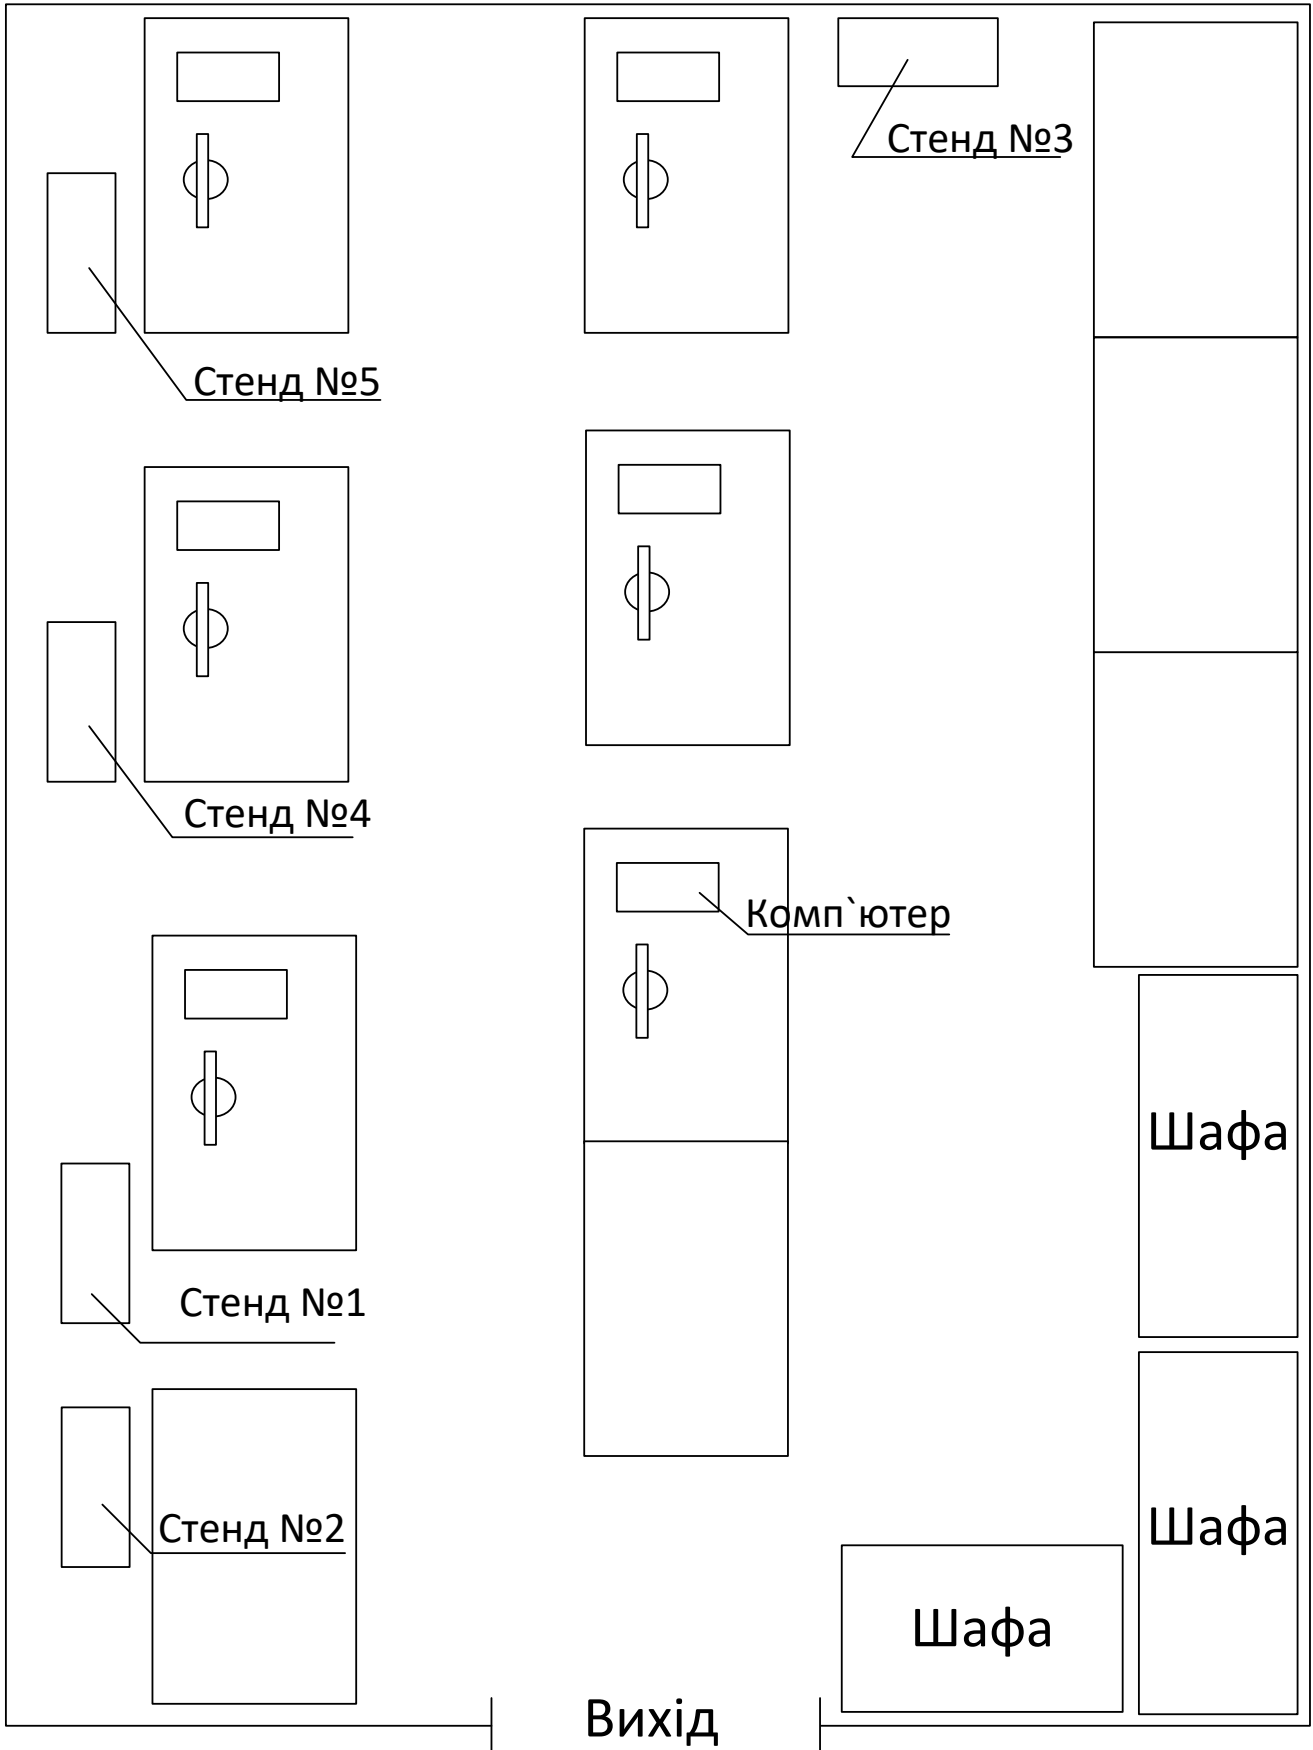 Стенд №3
Стенд №5
Стенд №4
Комп`ютер
Шафа
Стенд №1
Стенд №2
Шафа
Шафа
Вихід